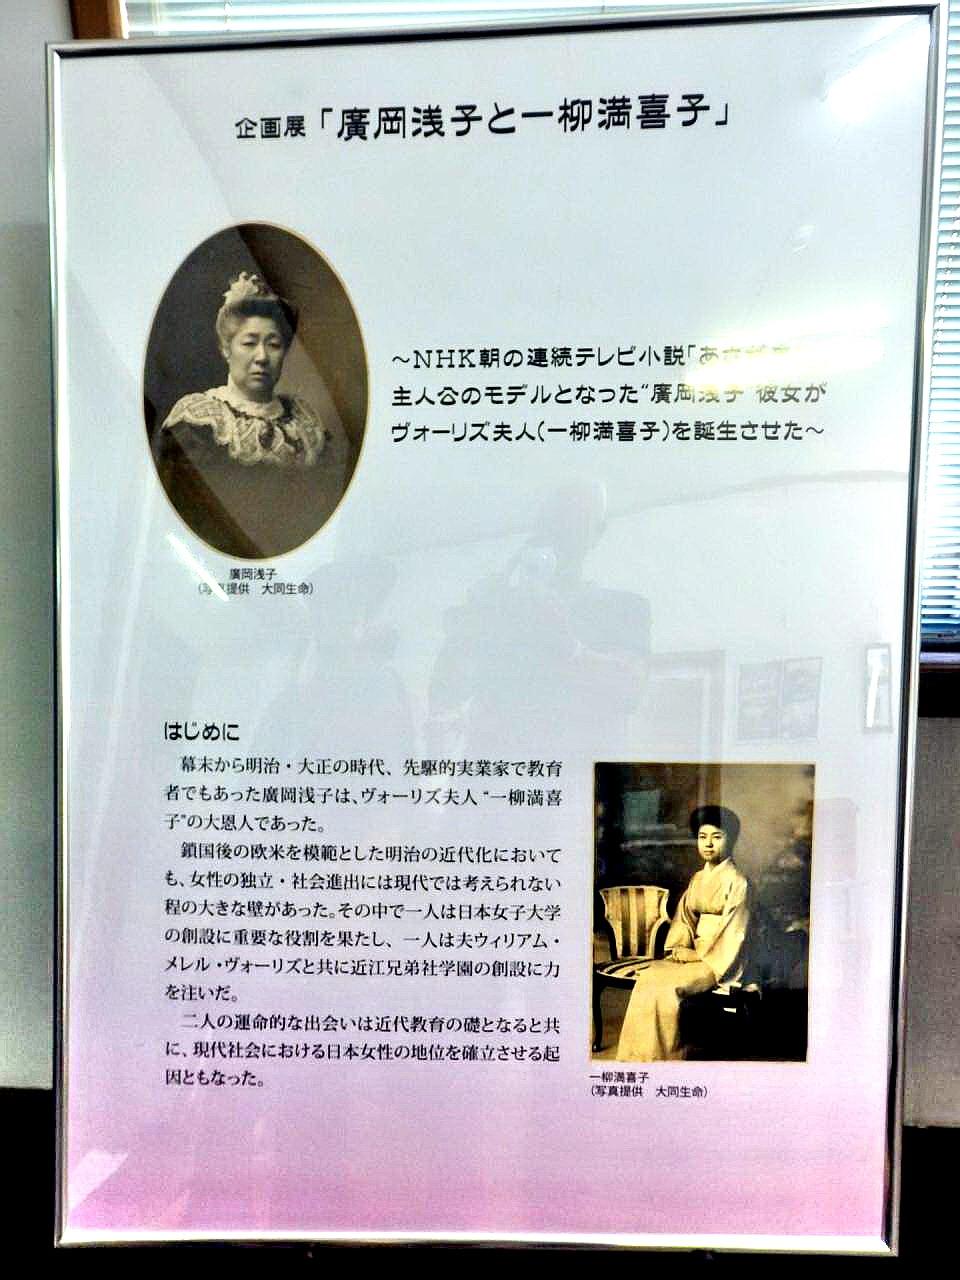 企画展「廣岡浅子と一柳満喜子」
～NHK朝の連続テレビ小説「あさ
主人公のモデルとなった“廣岡浅子”彼女が
ヴォーリズ夫人(一柳満喜子)を誕生させた～
廣岡浅子
(写真提供　大同生命)
はじめに
　幕末から明治・大正の時代、先駆的実業家で教育
者でもあった廣岡浅子は、ヴォーリズ夫人“一柳満喜
子”の大恩人であった。
　鎖国後の欧米を模範とした明治の近代化において
も、女性の独立・社会進出には現代では考えられない
程の大きな壁があった。その中で一人は日本女子大学
の創設に重要な役割を果たし、一人は夫ウィリアム・
メレル・ヴォーリズと共に近江兄弟社学園の創設に力
を注いだ。
　二人の運命的な出会いは近代教育の礎となると共
に、現代社会における日本女性の地位を確立させる起
因ともなった。
一柳満喜子
(写真提供　大同生命)